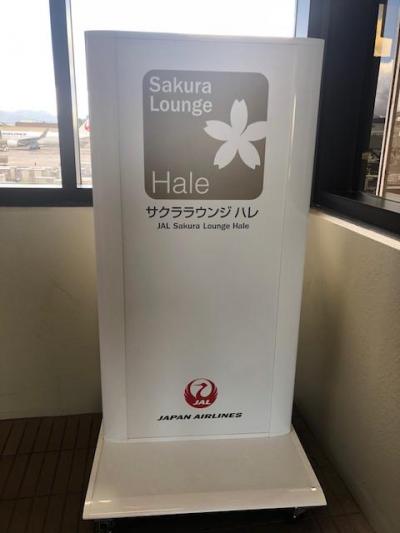 Sakura
Lounge
Hale
サクララウンジ ハレ
JAL Sakura Lounge Hale
JAL
JAPAN AIRLINES